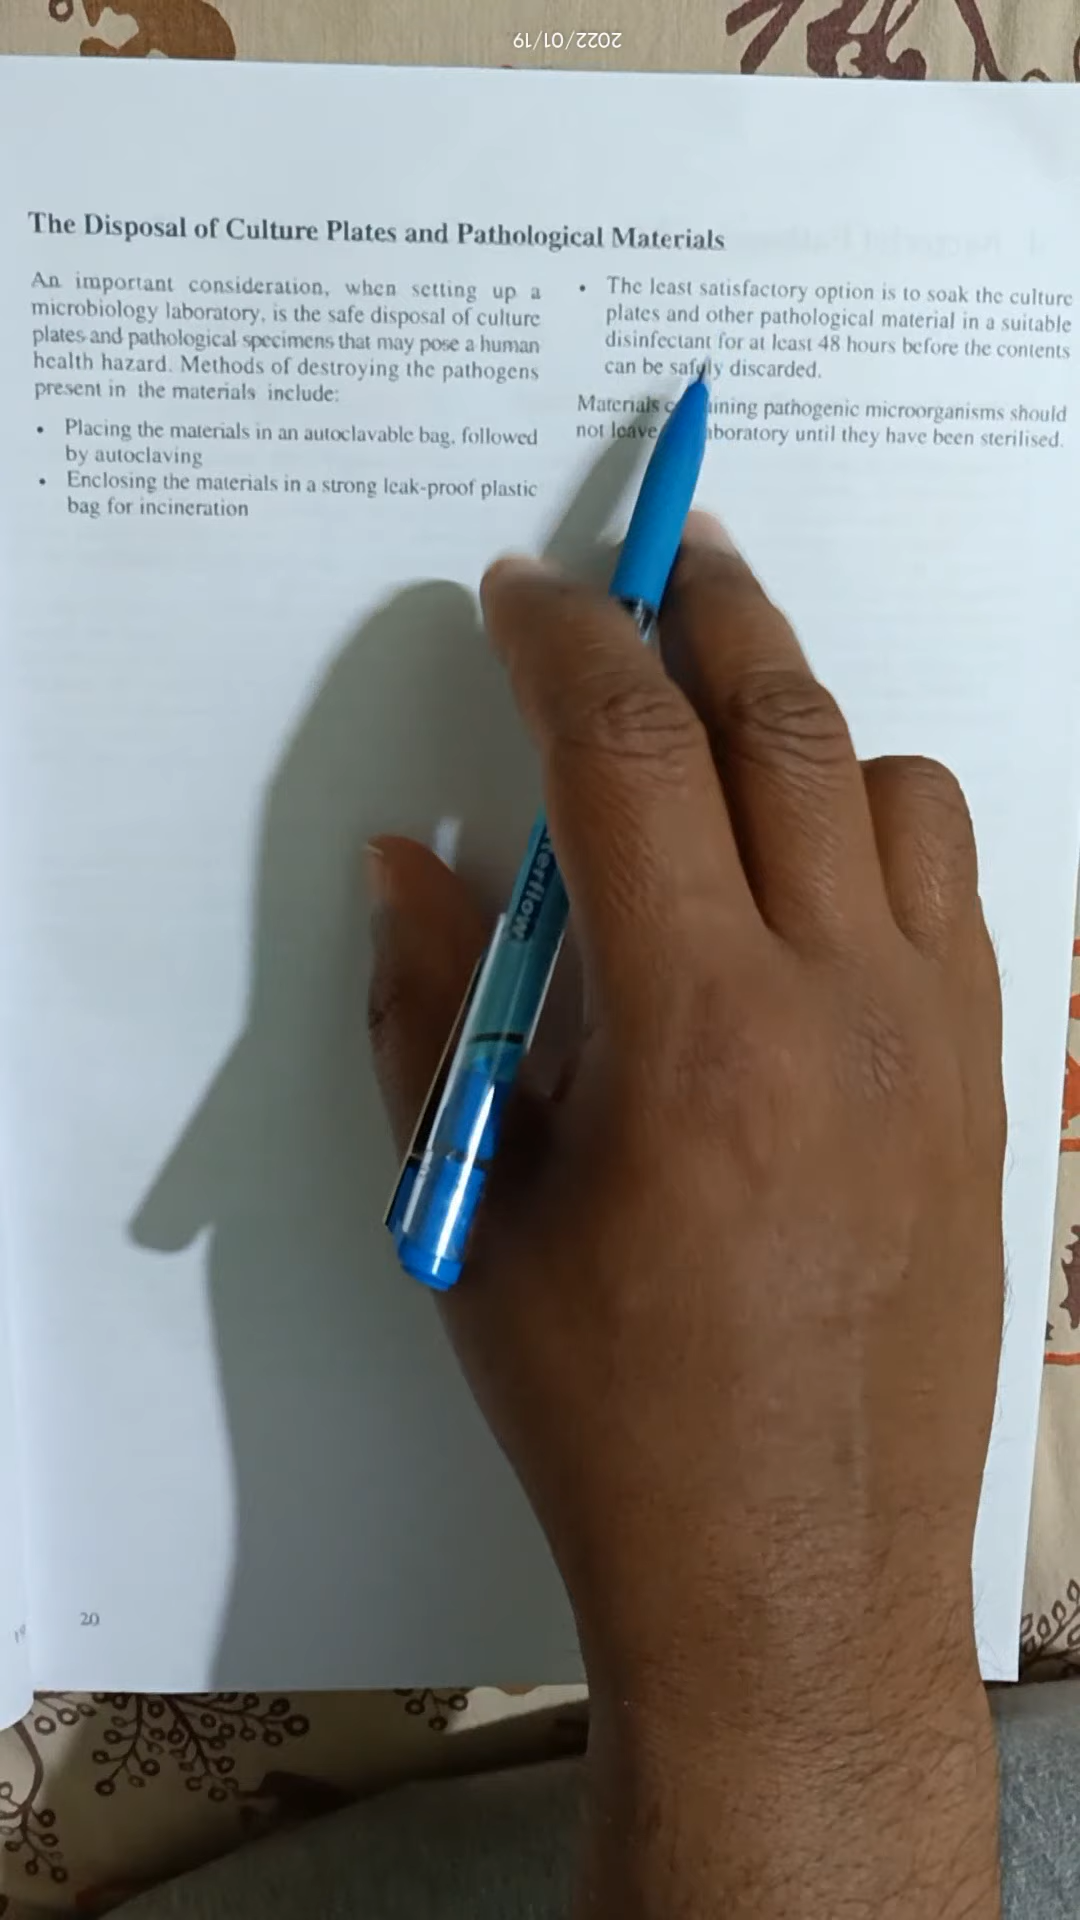 2022/01/19
The Disposal of Culture Plates and Pathological Materials
An important consideration, when setting up a
microbiology laboratory, is the safe disposal of culture
plates and pathological specimens that may pose a human
health hazard. Methods of destroying the pathogens
present in the materials include:
• Placing the materials in an autoclavable bag, followed
by autoclaving
• Enclosing the materials in a strong leak-proof plastic
bag for incineration
• The least satisfactory option is to soak the culture
plates and other pathological material in a suitable
disinfectant for at least 48 hours before the contents
can be safely discarded.
Materials pathogenic microorganisms should
not leave until they have been sterilised.
erflow
20
19